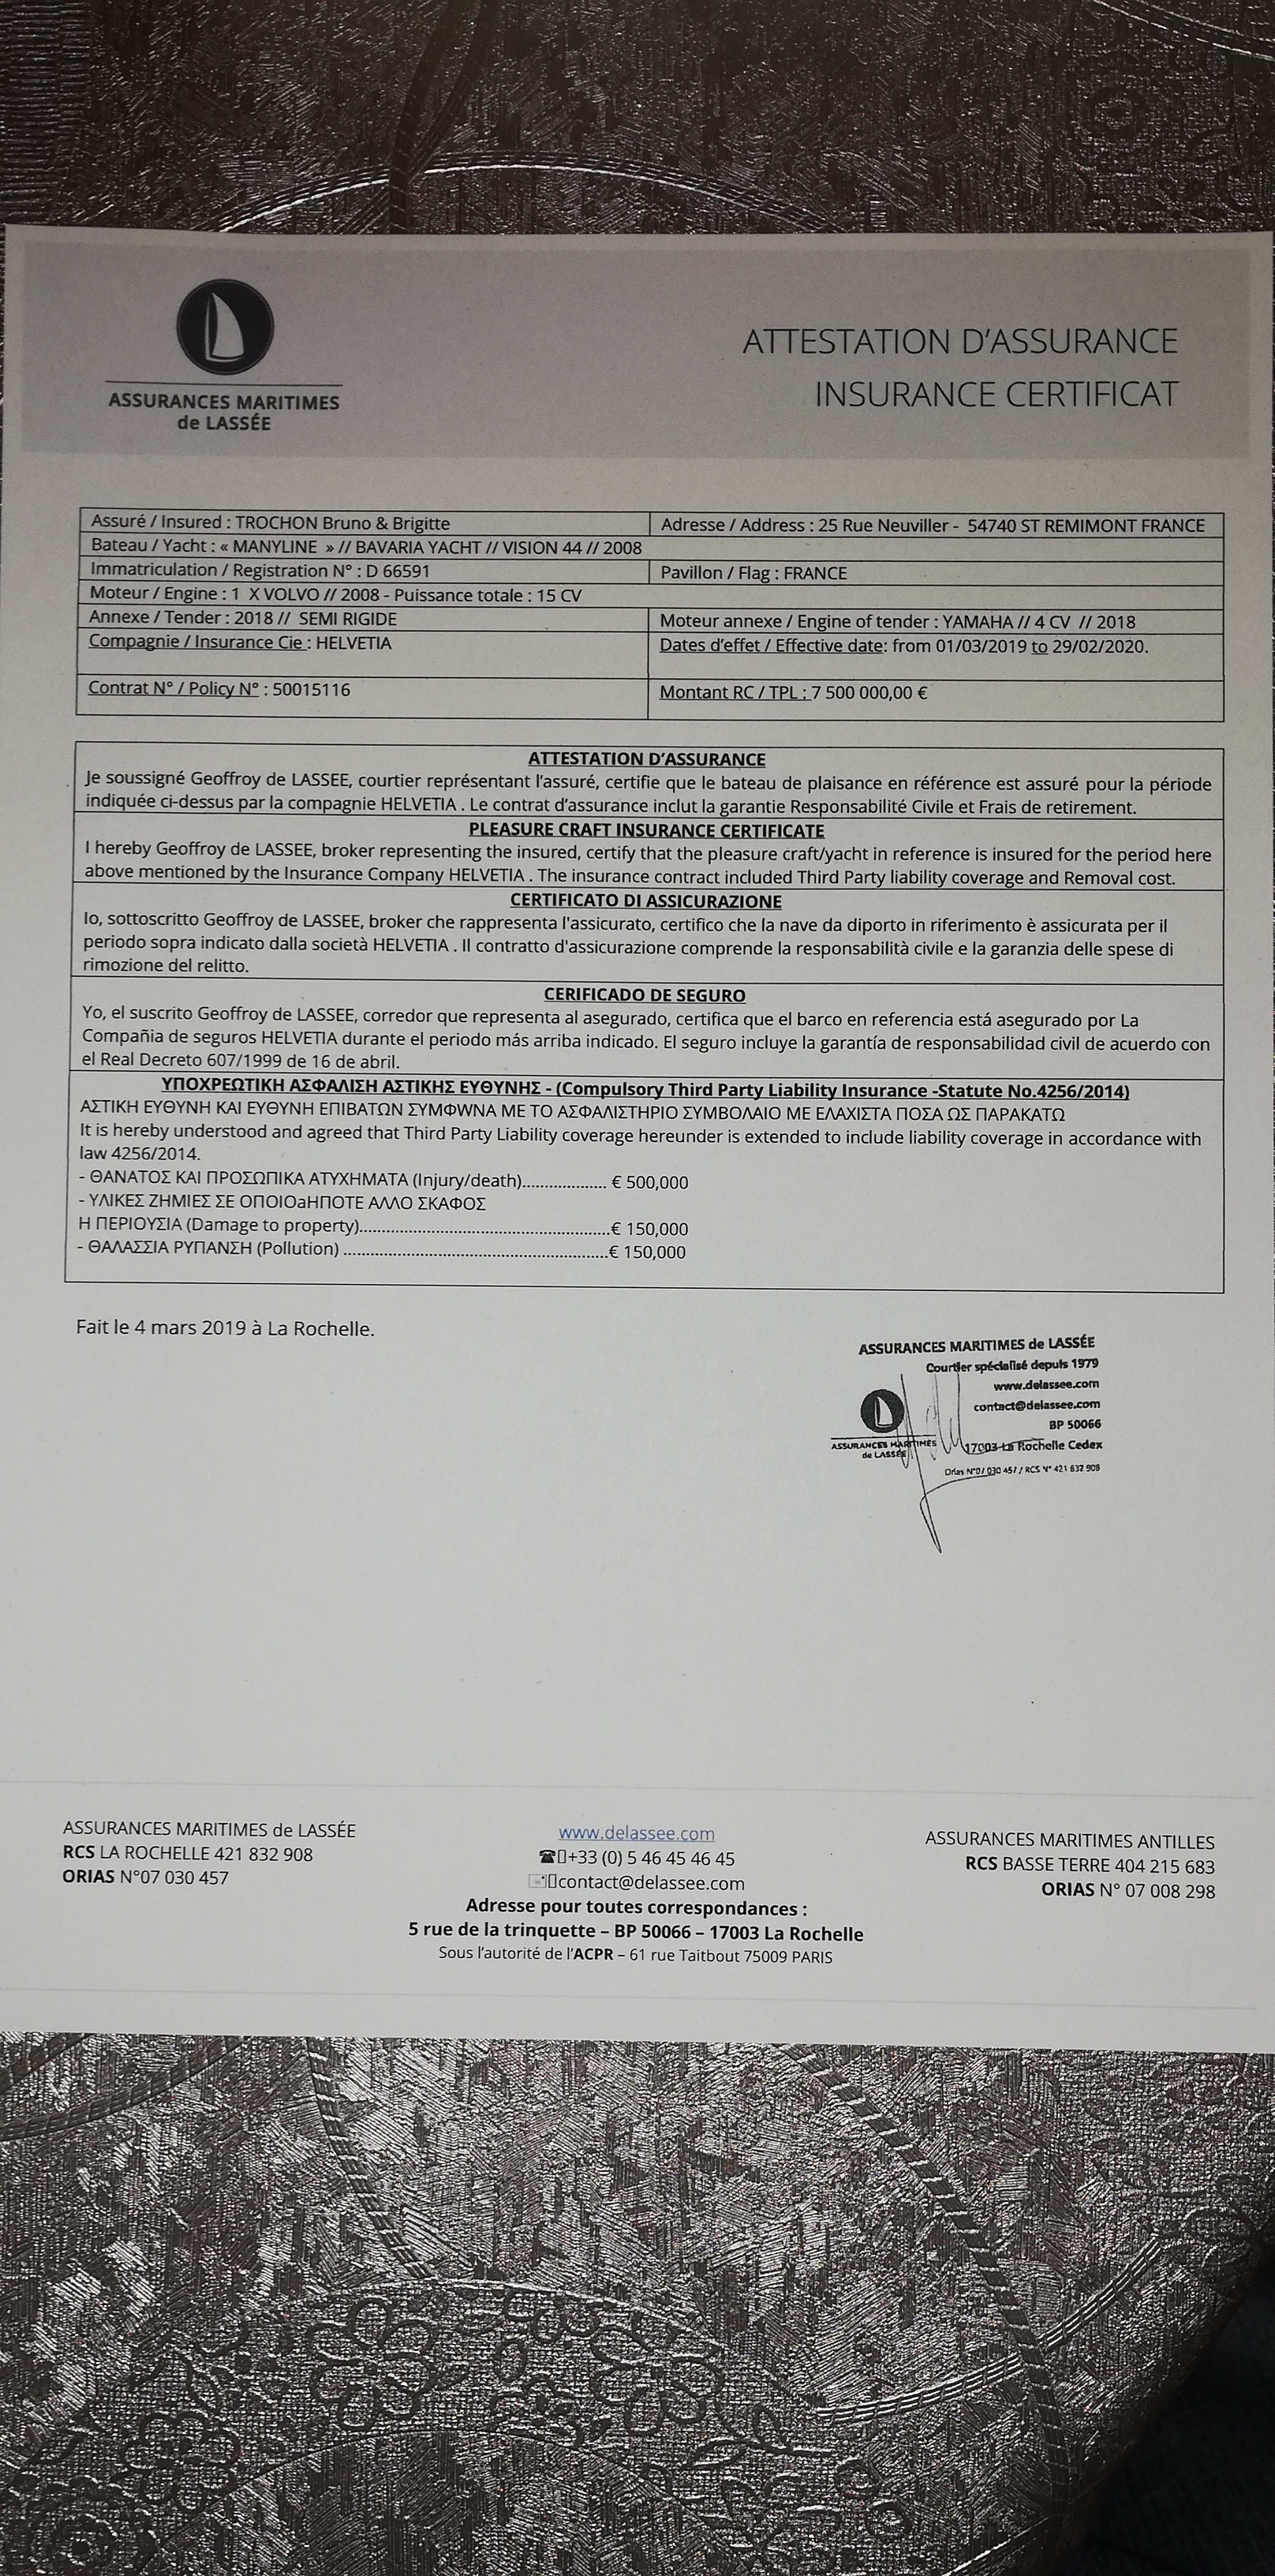 ASSURANCES MARITIMES
de LASSÉE
ATTESTATION D'ASSURANCE
INSURANCE CERTIFICAT
Assuré / Insured : TROCHON Bruno & Brigitte
Adresse / Address : 25 Rue Neuviller - 54740 ST REMIMONT FRANCE
Bateau / Yacht : « MANYLINE » // BAVARIA YACHT // VISION 44 // 2008
Immatriculation / Registration N° : D 66591
Pavillon / Flag : FRANCE
Moteur / Engine : 1 X VOLVO // 2008 - Puissance totale : 15 CV
Annexe / Tender : 2018 // SEMI RIGIDE
Moteur annexe / Engine of tender : YAMAHA // 4 CV // 2018
Compagnie / Insurance Cie : HELVETIA
Dates d'effet / Effective date: from 01/03/2019 to 29/02/2020.
Contrat N° / Policy N° : 50015116
Montant RC / TPL : 7 500 000,00 €
ATTESTATION D'ASSURANCE
Je soussigné Geoffroy de LASSEE, courtier représentant l'assuré, certifie que le bateau de plaisance en référence est assuré pour la période
indiquée ci-dessus par la compagnie HELVETIA . Le contrat d'assurance inclut la garantie Responsabilité Civile et Frais de retirement.
PLEASURE CRAFT INSURANCE CERTIFICATE
I hereby Geoffroy de LASSEE, broker representing the insured, certify that the pleasure craft/yacht in reference is insured for the period here
above mentioned by the Insurance Company HELVETIA . The insurance contract included Third Party liability coverage and Removal cost.
CERTIFICATO DI ASSICURAZIONE
Io, sottoscritto Geoffroy de LASSEE, broker che rappresenta l'assicurato, certifico che la nave da diporto in riferimento è assicurata per il
periodo sopra indicato dalla società HELVETIA . Il contratto d'assicurazione comprende la responsabilità civile e la garanzia delle spese di
rimozione del relitto.
CERIFICADO DE SEGURO
Yo, el suscrito Geoffroy de LASSEE, corredor que representa al asegurado, certifica que el barco en referencia está asegurado por La
Compañia de seguros HELVETIA durante el periodo más arriba indicado. El seguro incluye la garantía de responsabilidad civil de acuerdo con
el Real Decreto 607/1999 de 16 de abril.
ΥΠΟΧΡΕΩΤΙΚΗ ΑΣΦΑΛΙΣΗ ΑΣΤΙΚΗΣ ΕΥΘΥΝΗΣ - (Compulsory Third Party Liability Insurance -Statute No.4256/2014)
ΑΣΤΙΚΗ ΕΥΘΥΝΗ ΚΑΙ ΕΥΘΥΝΗ ΕΠΙΒΑΤΩΝ ΣΥΜΦWΝΑ ΜΕ ΤΟ ΑΣΦΑΛΙΣΤΗΡΙΟ ΣΥΜΒΟΛΑΙΟ ΜΕ ΕΛΑΧΙΣΤΑ ΠΟΣΑ ΩΣ ΠΑΡΑΚΑΤΩ
It is hereby understood and agreed that Third Party Liability coverage hereunder is extended to include liability coverage in accordance with
law 4256/2014.
- ΘΑΝΑΤΟΣ ΚΑΙ ΠΡΟΣΩΠΙΚΑ ΑΤΥΧΗΜΑΤΑ (Injury/death)................... € 500,000
- ΥΛΙΚΕΣ ΖΗΜΙΕΣ ΣΕ ΟΠΟΙΟaΗΠΟΤΕ ΑΛΛΟ ΣΚΑΦΟΣ
Η ΠΕΡΙΟΥΣΙΑ (Damage to property)..........................................................€ 150,000
- ΘΑΛΑΣΣΙΑ ΡΥΠΑΝΣΗ (Pollution) ............................................................€ 150,000
Fait le 4 mars 2019 à La Rochelle.
ASSURANCES MARITIMES de LASSÉE
Courtier spécialisé depuis 1979
www.delassee.com
contact@delassee.com
BP 50066
17003 La Rochelle Cedex
ASSURANCES MARITIMES
de LASSÉE
Orias N°07 030 457 / RCS N° 421 832 908
ASSURANCES MARITIMES de LASSÉE
RCS LA ROCHELLE 421 832 908
ORIAS N°07 030 457
www.delassee.com
☎+33 (0) 5 46 45 46 45
contact@delassee.com
Adresse pour toutes correspondances :
5 rue de la trinquette – BP 50066 – 17003 La Rochelle
Sous l'autorité de l'ACPR – 61 rue Taitbout 75009 PARIS
ASSURANCES MARITIMES ANTILLES
RCS BASSE TERRE 404 215 683
ORIAS N° 07 008 298